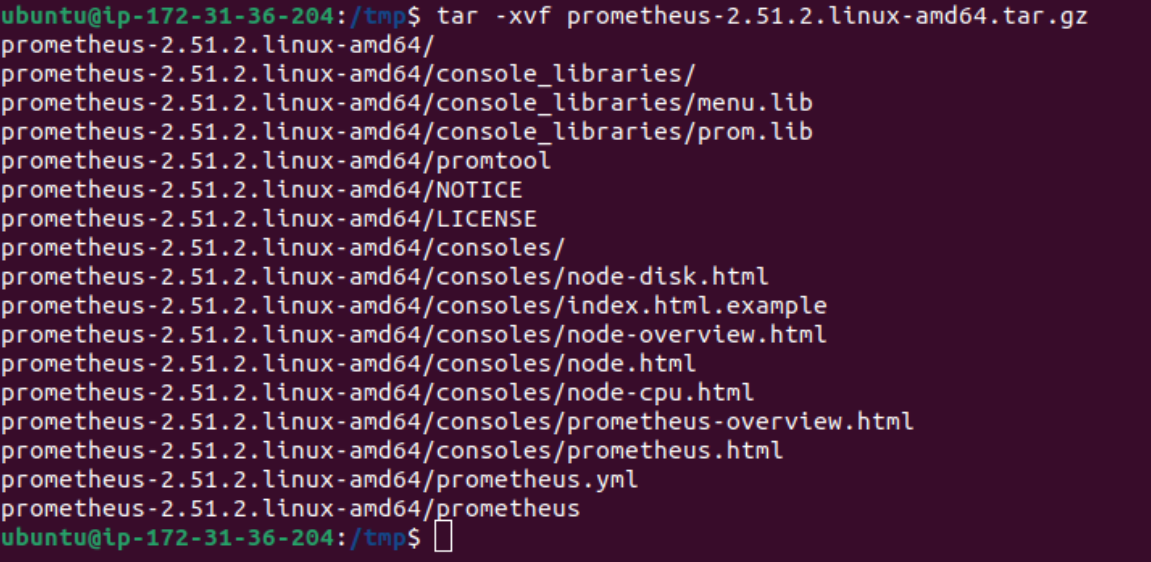 ubuntu@ip-172-31-36-204:/tmp$ tar -xvf prometheus-2.51.2.linux-amd64.tar.gz
prometheus-2.51.2.linux-amd64/
prometheus-2.51.2.linux-amd64/console_libraries/
prometheus-2.51.2.linux-amd64/console_libraries/menu.lib
prometheus-2.51.2.linux-amd64/console_libraries/prom.lib
prometheus-2.51.2.linux-amd64/promtool
prometheus-2.51.2.linux-amd64/NOTICE
prometheus-2.51.2.linux-amd64/LICENSE
prometheus-2.51.2.linux-amd64/consoles/
prometheus-2.51.2.linux-amd64/consoles/node-disk.html
prometheus-2.51.2.linux-amd64/consoles/index.html.example
prometheus-2.51.2.linux-amd64/consoles/node-overview.html
prometheus-2.51.2.linux-amd64/consoles/node.html
prometheus-2.51.2.linux-amd64/consoles/node-cpu.html
prometheus-2.51.2.linux-amd64/consoles/prometheus-overview.html
prometheus-2.51.2.linux-amd64/consoles/prometheus.html
prometheus-2.51.2.linux-amd64/prometheus.yml
prometheus-2.51.2.linux-amd64/prometheus
ubuntu@ip-172-31-36-204:/tmp$